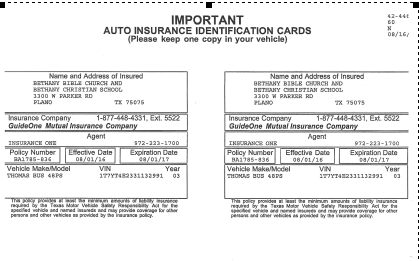 IMPORTANT
AUTO INSURANCE IDENTIFICATION CARDS
(Please keep one copy in your vehicle)
60
N
08/16/
Name and Address of Insured
BETHANY BIBLE CHURCH AND
BETHANY CHRISTIAN SCHOOL
3300 W PARKER RD
PLANO TX 75075
Insurance Company 1-877-448-4331, Ext. 5522
GuideOne Mutual Insurance Company
Agent
INSURANCE ONE 972-223-1700
Policy Number Effective Date Expiration Date
BA1785-836 08/01/16 08/01/17
Vehicle Make/Model VIN Year
THOMAS BUS 48PS 03
This policy provides at least the minimum amounts of liability insurance
required by the Texas Motor Vehicle Safety Responsibility Act for the
specified vehicle and named insureds and may provide coverage for other
persons and other vehicles as provided by the insurance policy.
Name and Address of Insured
BETHANY BIBLE CHURCH AND
BETHANY CHRISTIAN SCHOOL
3300 W PARKER RD
PLANO TX 75075
Insurance Company 1-877-448-4331, Ext. 5522
GuideOne Mutual Insurance Company
Agent
INSURANCE ONE 972-223-1700
Policy Number Effective Date Expiration Date
BA1785-836 08/01/16 08/01/17
Vehicle Make/Model VIN Year
THOMAS BUS 48PS 03
This policy provides at least the minimum amounts of liability insurance
required by the Texas Motor Vehicle Safety Responsibility Act for the
specified vehicle and named insureds and may provide coverage for other
persons and other vehicles as provided by the insurance policy.